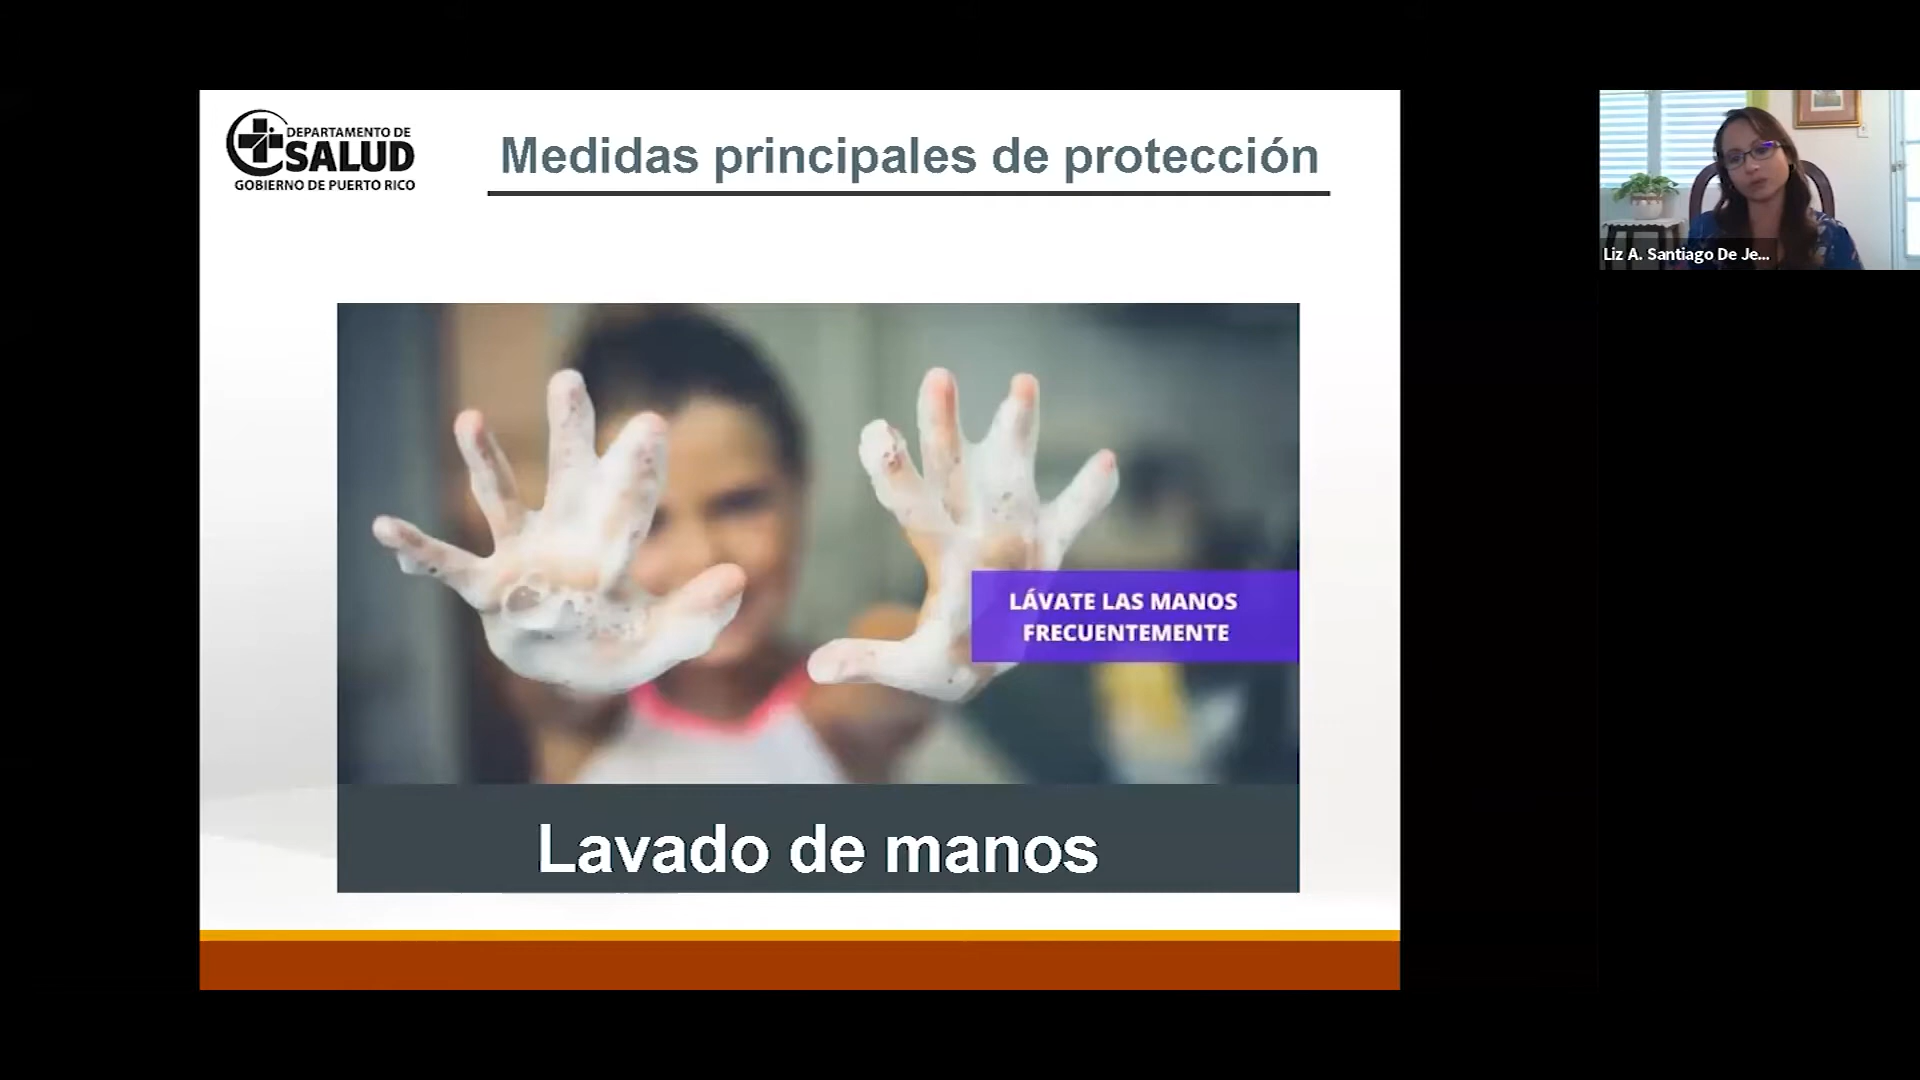 DEPARTAMENTO DE
SALUD
GOBIERNO DE PUERTO RICO
Medidas principales de protección
Liz A. Santiago De Je...
LÁVATE LAS MANOS
FRECUENTEMENTE
Lavado de manos